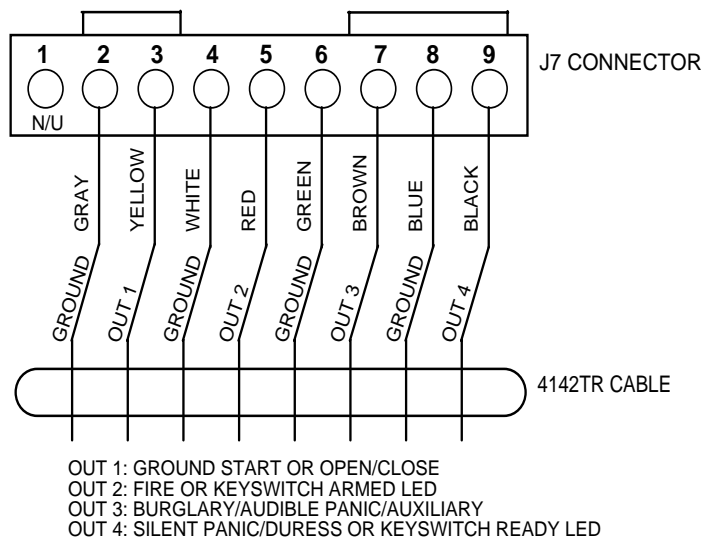 1 2 3 4 5 6 7 8 9
J7 CONNECTOR
N/U
GRAY YELLOW WHITE RED GREEN BROWN BLUE BLACK
GROUND OUT 1 GROUND OUT 2 GROUND OUT 3 GROUND OUT 4
4142TR CABLE
OUT 1: GROUND START OR OPEN/CLOSE
OUT 2: FIRE OR KEYSWITCH ARMED LED
OUT 3: BURGLARY/AUDIBLE PANIC/AUXILIARY
OUT 4: SILENT PANIC/DURESS OR KEYSWITCH READY LED